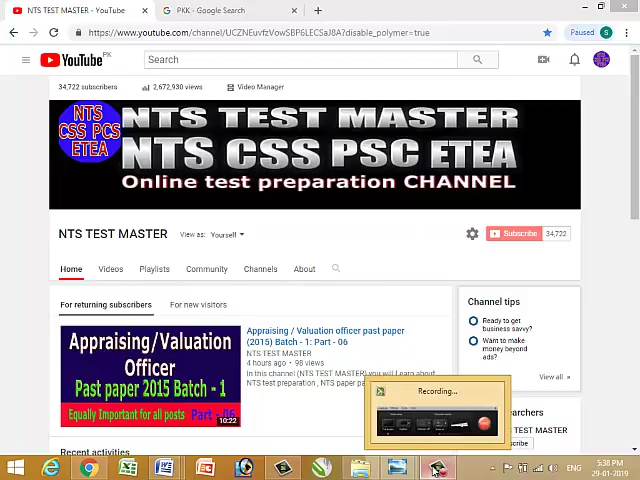 NTS TEST MASTER - YouTube
PKK - Google Search
https://www.youtube.com/channel/UCZNEuvfzVowSBP6LECSaJ8A?disable_polymer=true
Paused S
YouTube PK
Search
34,722 subscribers
2,672,930 views
Video Manager
NTS
CSS PCS
ETEA
NTS TEST MASTER
NTS CSS PSC ETEA
Online test preparation CHANNEL
NTS TEST MASTER
View as: Yourself
Subscribe 34,722
Home Videos Playlists Community Channels About
For returning subscribers
For new visitors
Appraising/Valuation
Officer
Past paper 2015 Batch - 1
Equally Important for all posts Part - 06
10:22
Appraising / Valuation officer past paper
(2015) Batch - 1: Part - 06
NTS TEST MASTER
4 hours ago • 98 views
In this channel (NTS TEST MASTER) you will Learn about
NTS test preparation , NTS paper pa
Channel tips
Ready to get
business savvy?
Want to make
money beyond
ads?
View all »
Recording...
Recent activities
ENG
5:38 PM
29-01-2019